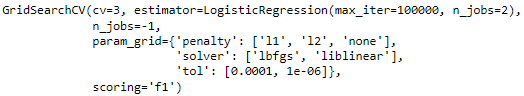 GridSearchCV(cv=3, estimator=LogisticRegression(max_iter=100000, n_jobs=2),
             n_jobs=-1,
             param_grid={'penalty': ['l1', 'l2', 'none'],
                         'solver': ['lbfgs', 'liblinear'],
                         'tol': [0.0001, 1e-06]},
             scoring='f1')